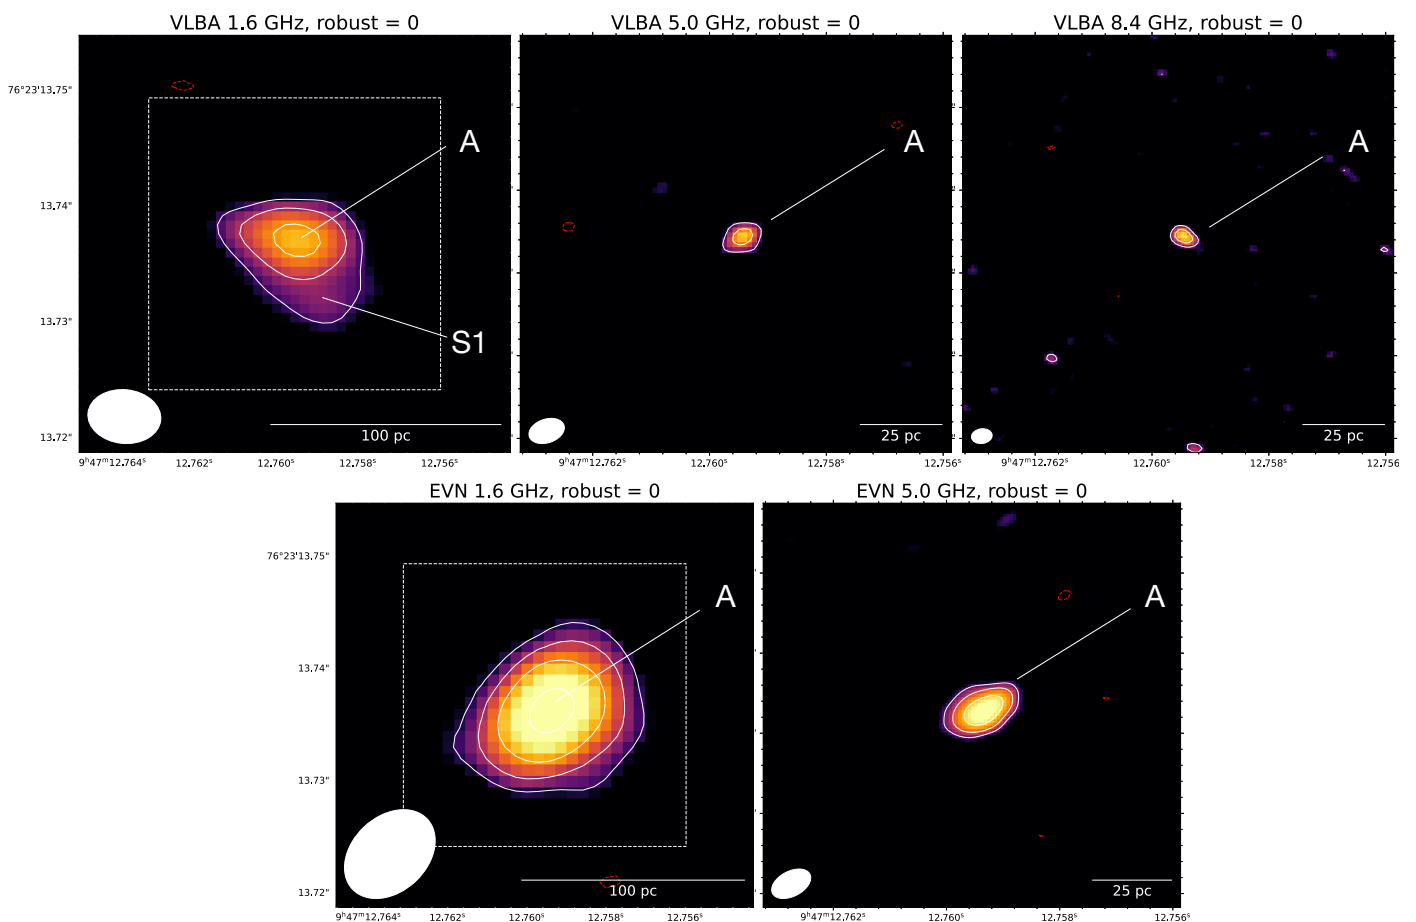 VLBA 1.6 GHz, robust = 0
VLBA 5.0 GHz, robust = 0
VLBA 8.4 GHz, robust = 0
76°23'13.75"
13.74"
13.73"
13.72"
A
S1
100 pc
A
25 pc
A
25 pc
9ʰ47ᵐ12.764ˢ 12.762ˢ 12.760ˢ 12.758ˢ 12.756ˢ
9ʰ47ᵐ12.762ˢ 12.760ˢ 12.758ˢ 12.756ˢ
9ʰ47ᵐ12.762ˢ 12.760ˢ 12.758ˢ 12.756
EVN 1.6 GHz, robust = 0
EVN 5.0 GHz, robust = 0
76°23'13.75"
13.74"
13.73"
13.72"
A
100 pc
A
25 pc
9ʰ47ᵐ12.764ˢ 12.762ˢ 12.760ˢ 12.758ˢ 12.756ˢ
9ʰ47ᵐ12.762ˢ 12.760ˢ 12.758ˢ 12.756ˢ